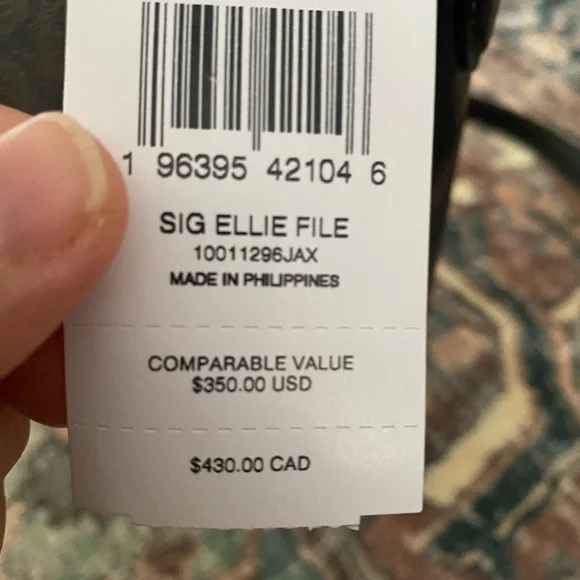 1 96395 42104 6
SIG ELLIE FILE
10011296JAX
MADE IN PHILIPPINES
COMPARABLE VALUE
$350.00 USD
$430.00 CAD